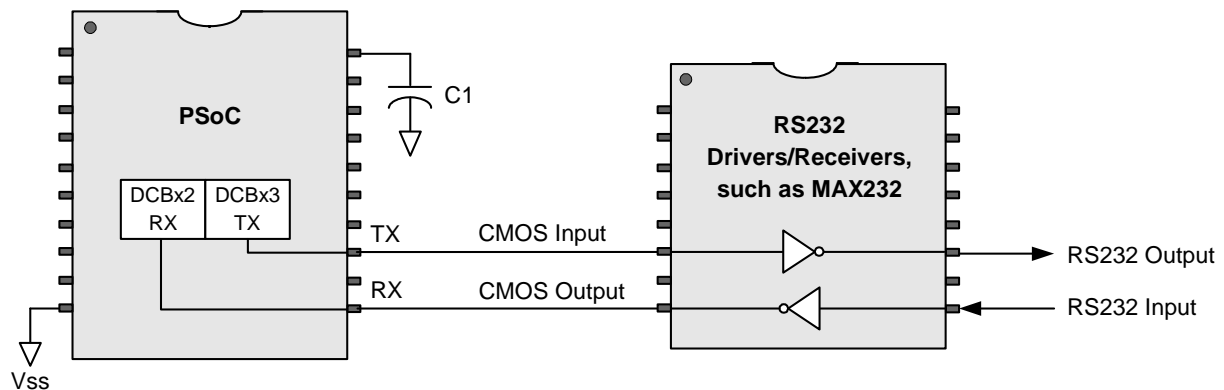 C1
PSoC
RS232
Drivers/Receivers,
such as MAX232
DCBx2
RX
DCBx3
TX
TX
CMOS Input
RS232 Output
RX
CMOS Output
RS232 Input
Vss